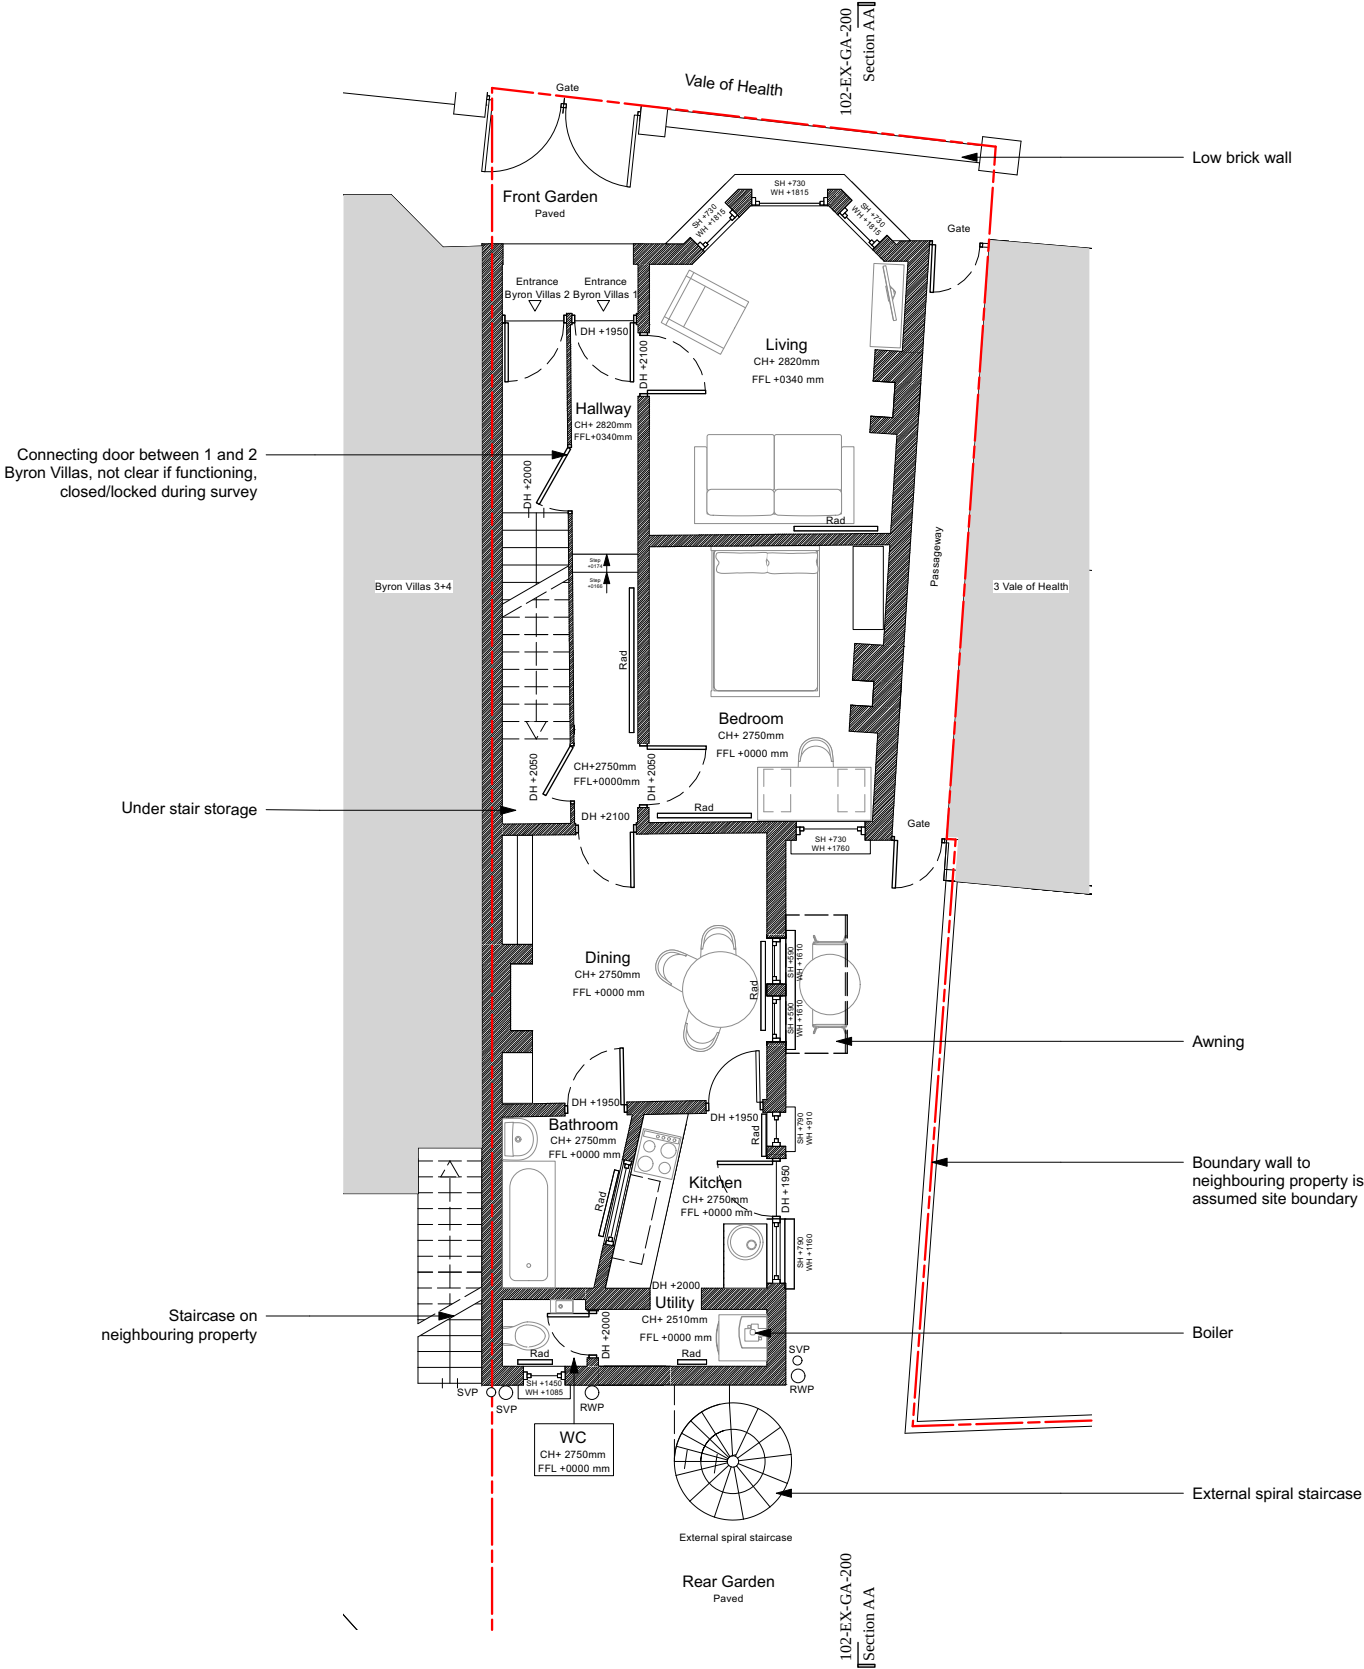 102-EX-GA-200
Section AA
Vale of Health
Gate
Low brick wall
Front Garden
Paved
SH +730
WH +1815
SH +730
WH +1815
SH +730
WH +1815
Gate
Entrance
Byron Villas 2
Entrance
Byron Villas 1
DH +1950
DH +2100
Living
CH+ 2820mm
FFL +0340 mm
Hallway
CH+ 2820mm
FFL+0340mm
Connecting door between 1 and 2
Byron Villas, not clear if functioning,
closed/locked during survey
DH +2000
Rad
Passageway
Step
+0174
Step
+0166
Byron Villas 3+4
3 Vale of Health
Rad
Bedroom
CH+ 2750mm
FFL +0000 mm
DH +2050
CH+2750mm
FFL+0000mm
DH +2050
Under stair storage
Rad
DH +2100
Gate
SH +730
WH +1760
Dining
CH+ 2750mm
FFL +0000 mm
Rad
SH +590
WH +1610
SH +590
WH +1610
Awning
DH +1950
DH +1950
Bathroom
CH+ 2750mm
FFL +0000 mm
Rad
SH +790
WH +910
Rad
Kitchen
CH+ 2750mm
FFL +0000 mm
DH +1950
Boundary wall to
neighbouring property is
assumed site boundary
SH +790
WH +1160
DH +2000
Utility
CH+ 2510mm
FFL +0000 mm
Staircase on
neighbouring property
DH +2000
Boiler
Rad
Rad
SVP
RWP
SH +1450
WH +1085
SVP
SVP
RWP
WC
CH+ 2750mm
FFL +0000 mm
External spiral staircase
External spiral staircase
Rear Garden
Paved
102-EX-GA-200
Section AA